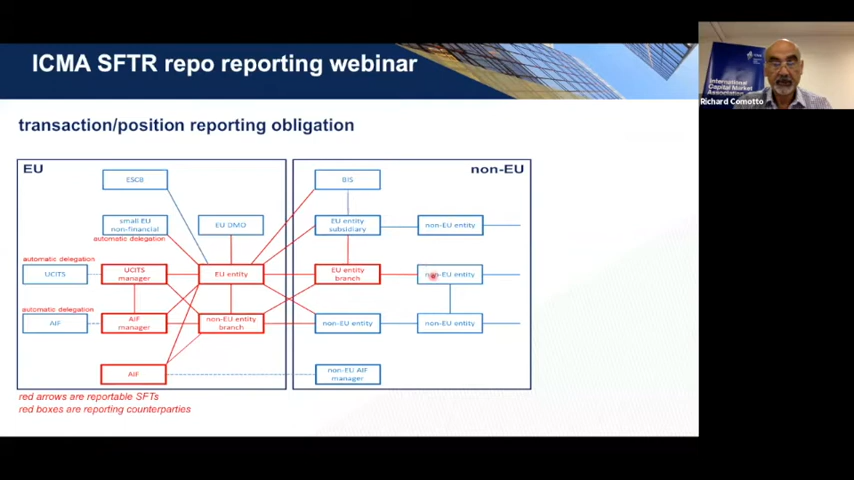 ICMA SFTR repo reporting webinar
International
Capital Market
Association
Richard Comotto
transaction/position reporting obligation
EU
non-EU
ESCB
BIS
small EU
non-financial
EU DMO
EU entity
subsidiary
non-EU entity
automatic delegation
automatic delegation
UCITS
UCITS
manager
EU entity
EU entity
branch
non-EU entity
automatic delegation
AIF
AIF
manager
non-EU entity
branch
non-EU entity
non-EU entity
AIF
non-EU AIF
manager
red arrows are reportable SFTs
red boxes are reporting counterparties